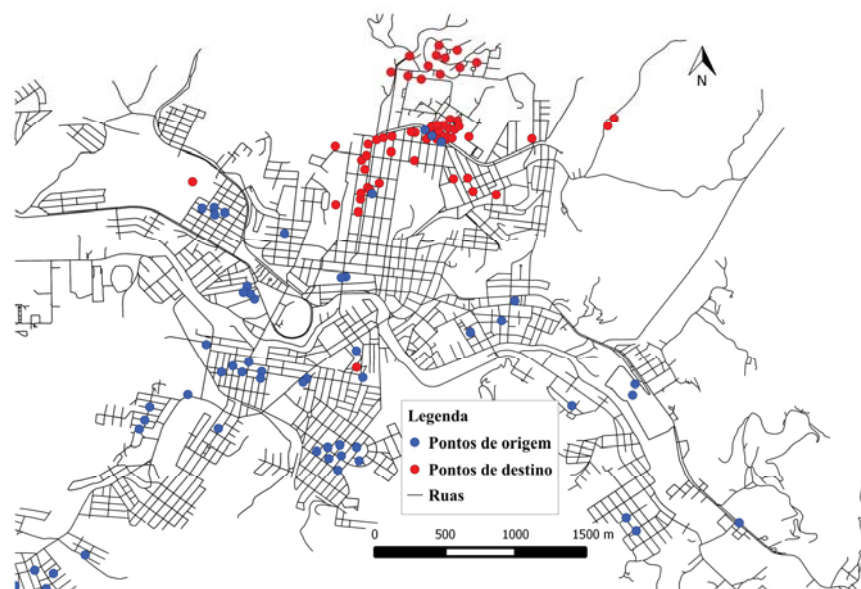 N
Legenda
Pontos de origem
Pontos de destino
Ruas
0 500 1000 1500 m